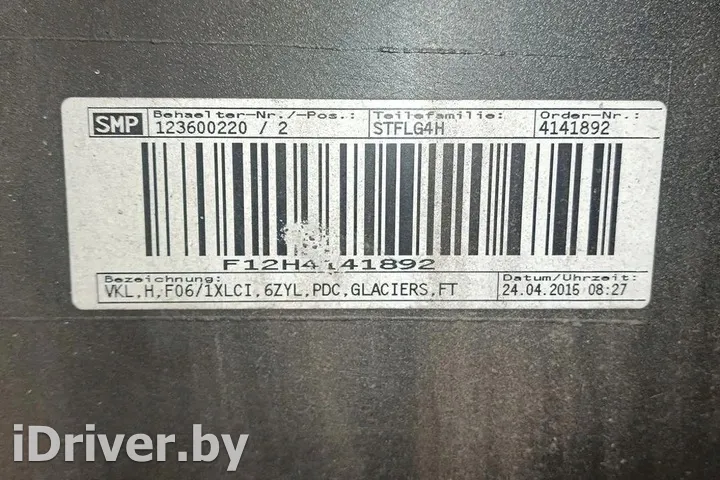 SMP
Behaelter-Nr./-Pos.: Teilefamilie: Order-Nr.:
123600220 / 2 STFLG4H 4141892
F12H4141892
Bezeichnung: Datum/Uhrzeit:
VKL,H,F06/1XLCI,6ZYL,PDC,GLACIERS,FT 24.04.2016 08:27
iDriver.by